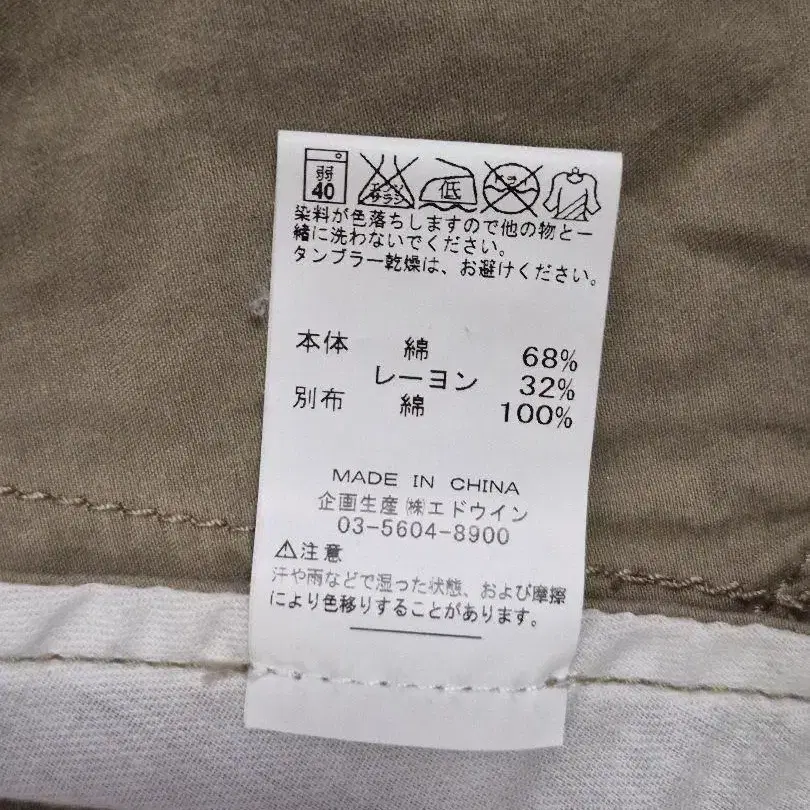 弱 40 エンソサラシ 低 ドライ
染料が色落ちしますので他の物と一
緒に洗わないでください。
タンブラー乾燥は、お避けください。
本体 綿 68%
レーヨン 32%
別布 綿 100%
MADE IN CHINA
企画生産㈱エドウイン
03-5604-8900
⚠注意
汗や雨などで湿った状態、および摩擦
により色移りすることがあります。